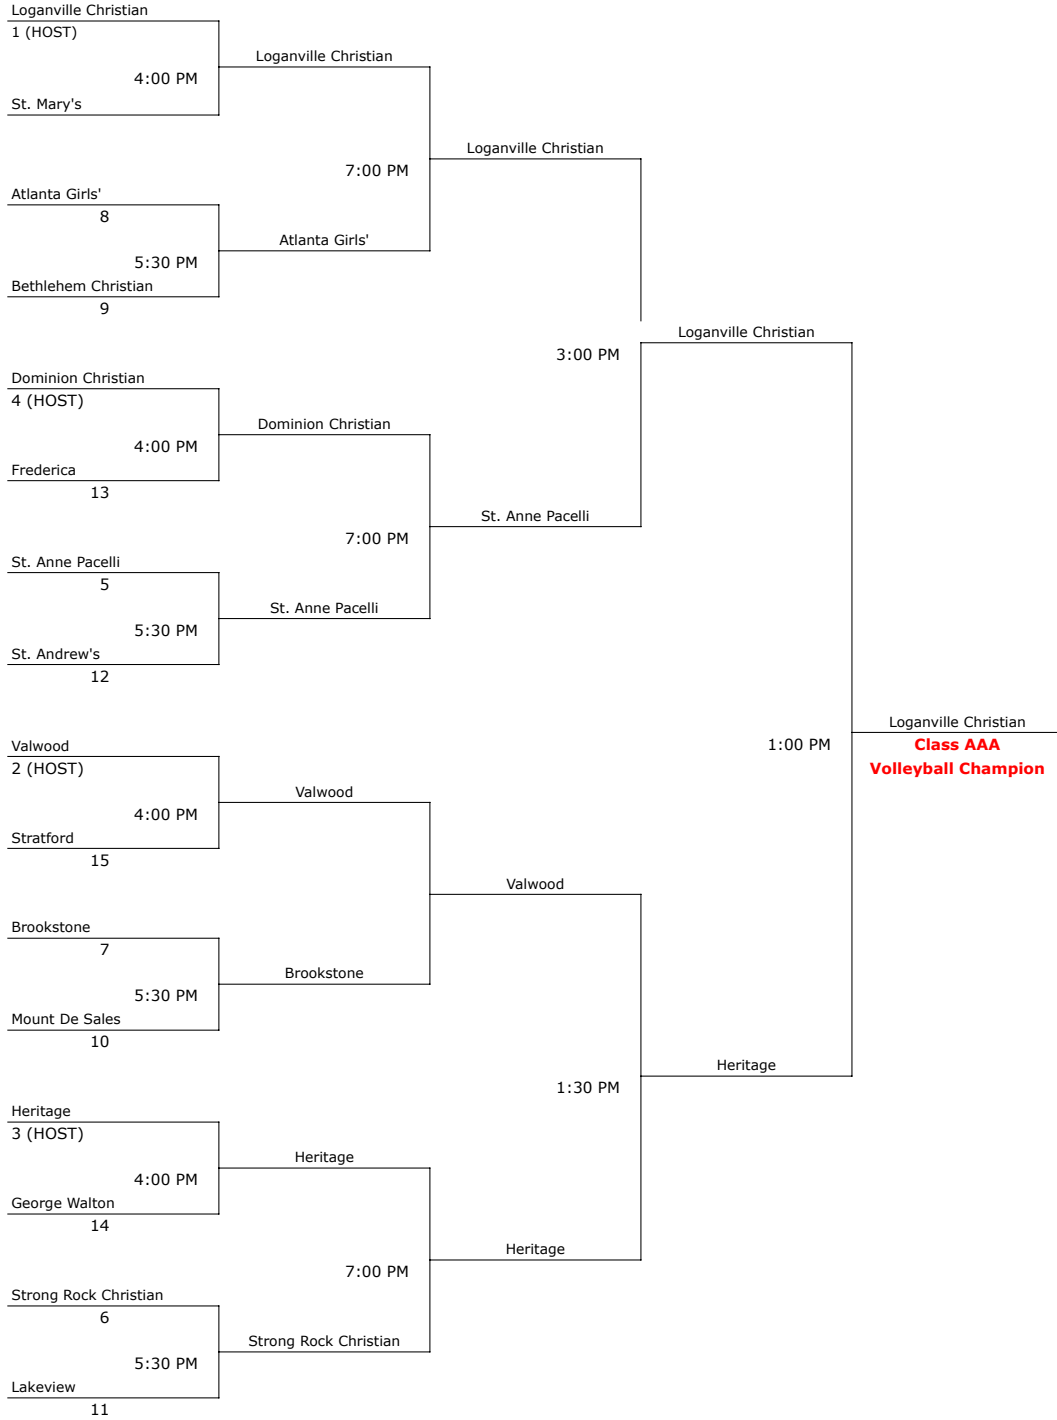 Loganville Christian
1 (HOST)
Loganville Christian
4:00 PM
St. Mary's
Loganville Christian
7:00 PM
Atlanta Girls'
8
Atlanta Girls'
5:30 PM
Bethlehem Christian
9
Loganville Christian
3:00 PM
Dominion Christian
4 (HOST)
Dominion Christian
4:00 PM
Frederica
13
St. Anne Pacelli
7:00 PM
St. Anne Pacelli
5
St. Anne Pacelli
5:30 PM
St. Andrew's
12
Loganville Christian
1:00 PM
Class AAA
Volleyball Champion
Valwood
2 (HOST)
Valwood
4:00 PM
Stratford
15
Valwood
Brookstone
7
Brookstone
5:30 PM
Mount De Sales
10
Heritage
1:30 PM
Heritage
3 (HOST)
Heritage
4:00 PM
George Walton
14
Heritage
7:00 PM
Strong Rock Christian
6
Strong Rock Christian
5:30 PM
Lakeview
11